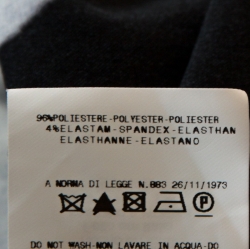 96%POLIESTERE-POLYESTER-POLIESTER
4%ELASTAM-SPANDEX-ELASTHAN
ELASTHANNE-ELASTANO
A NORMA DI LEGGE N.883 26/11/1973
P
DO NOT WASH-NON LAVARE IN ACQUA-DO